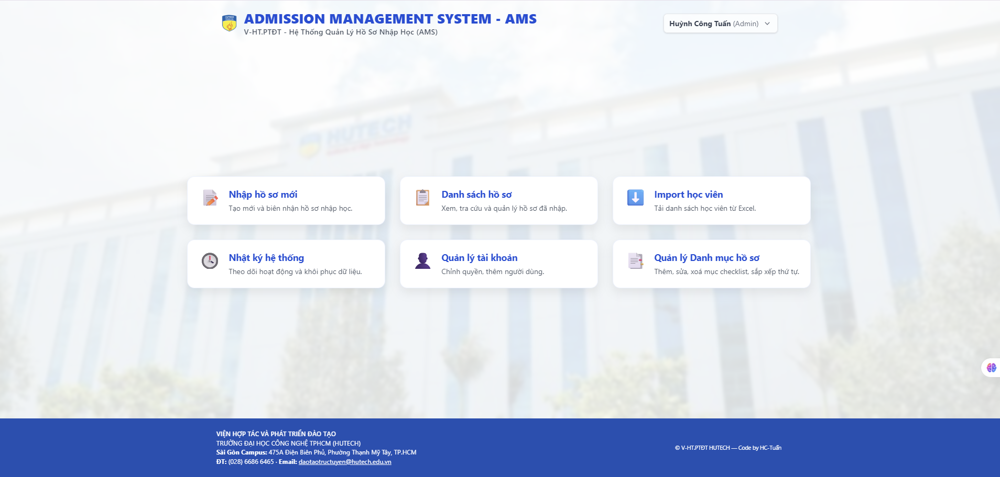 ADMISSION MANAGEMENT SYSTEM - AMS
V-HT.PTĐT - Hệ Thống Quản Lý Hồ Sơ Nhập Học (AMS)
Huỳnh Công Tuấn (Admin)
HUTECH
Nhập hồ sơ mới
Tạo mới và biên nhận hồ sơ nhập học.
Danh sách hồ sơ
Xem, tra cứu và quản lý hồ sơ đã nhập.
Import học viên
Tải danh sách học viên từ Excel.
Nhật ký hệ thống
Theo dõi hoạt động và khôi phục dữ liệu.
Quản lý tài khoản
Chỉnh quyền, thêm người dùng.
Quản lý Danh mục hồ sơ
Thêm, sửa, xoá mục checklist, sắp xếp thứ tự.
VIỆN HỢP TÁC VÀ PHÁT TRIỂN ĐÀO TẠO
TRƯỜNG ĐẠI HỌC CÔNG NGHỆ TPHCM (HUTECH)
Sài Gòn Campus: 475A Điện Biên Phủ, Phường Thạnh Mỹ Tây, TP.HCM
ĐT: (028) 6686 6465 · Email: daotaotructuyen@hutech.edu.vn
© V-HT.PTĐT HUTECH — Code by HC-Tuấn